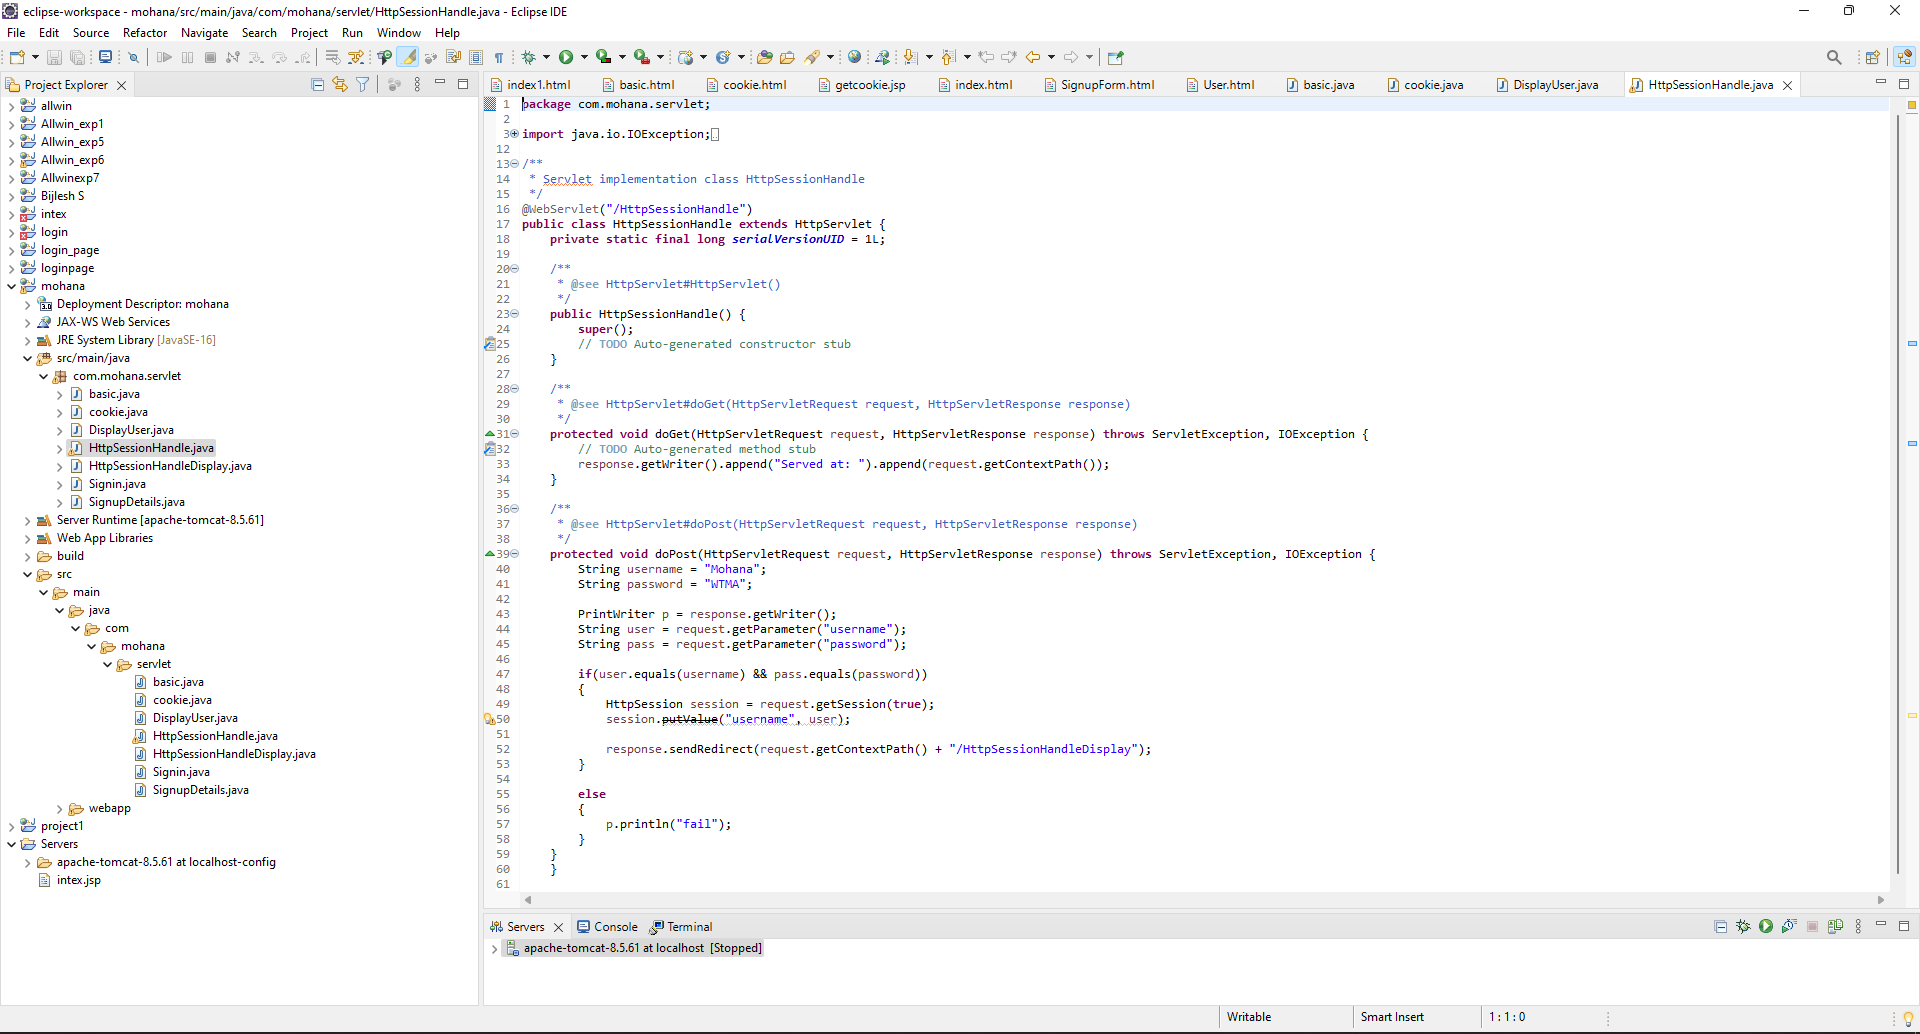 eclipse-workspace - mohana/src/main/java/com/mohana/servlet/HttpSessionHandle.java - Eclipse IDE
File Edit Source Refactor Navigate Search Project Run Window Help
Project Explorer
allwin
Allwin_exp1
Allwin_exp5
Allwin_exp6
Allwinexp7
Bijlesh S
intex
login
login_page
loginpage
mohana
Deployment Descriptor: mohana
JAX-WS Web Services
JRE System Library [JavaSE-16]
src/main/java
com.mohana.servlet
basic.java
cookie.java
DisplayUser.java
HttpSessionHandle.java
HttpSessionHandleDisplay.java
Signin.java
SignupDetails.java
Server Runtime [apache-tomcat-8.5.61]
Web App Libraries
build
src
main
java
com
mohana
servlet
basic.java
cookie.java
DisplayUser.java
HttpSessionHandle.java
HttpSessionHandleDisplay.java
Signin.java
SignupDetails.java
webapp
project1
Servers
apache-tomcat-8.5.61 at localhost-config
intex.jsp
index1.html basic.html cookie.html getcookie.jsp index.html SignupForm.html User.html basic.java cookie.java DisplayUser.java HttpSessionHandle.java
1 package com.mohana.servlet;
2
3 import java.io.IOException;
12
13 /**
14 * Servlet implementation class HttpSessionHandle
15 */
16 @WebServlet("/HttpSessionHandle")
17 public class HttpSessionHandle extends HttpServlet {
18 private static final long serialVersionUID = 1L;
19
20 /**
21 * @see HttpServlet#HttpServlet()
22 */
23 public HttpSessionHandle() {
24 super();
25 // TODO Auto-generated constructor stub
26 }
27
28 /**
29 * @see HttpServlet#doGet(HttpServletRequest request, HttpServletResponse response)
30 */
31 protected void doGet(HttpServletRequest request, HttpServletResponse response) throws ServletException, IOException {
32 // TODO Auto-generated method stub
33 response.getWriter().append("Served at: ").append(request.getContextPath());
34 }
35
36 /**
37 * @see HttpServlet#doPost(HttpServletRequest request, HttpServletResponse response)
38 */
39 protected void doPost(HttpServletRequest request, HttpServletResponse response) throws ServletException, IOException {
40 String username = "Mohana";
41 String password = "WTMA";
42
43 PrintWriter p = response.getWriter();
44 String user = request.getParameter("username");
45 String pass = request.getParameter("password");
46
47 if(user.equals(username) && pass.equals(password))
48 {
49 HttpSession session = request.getSession(true);
50 session.putValue("username", user);
51
52 response.sendRedirect(request.getContextPath() + "/HttpSessionHandleDisplay");
53 }
54
55 else
56 {
57 p.println("fail");
58 }
59 }
60 }
61
Servers Console Terminal
apache-tomcat-8.5.61 at localhost [Stopped]
Writable Smart Insert 1 : 1 : 0